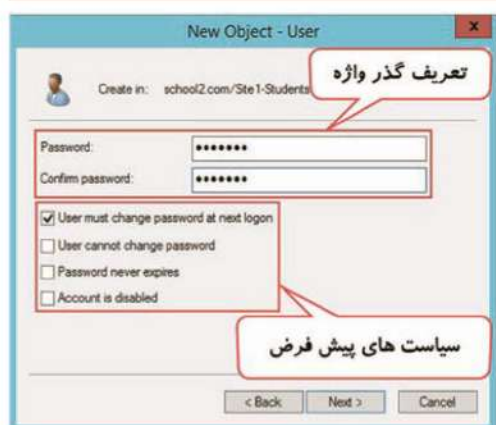 New Object - User
x
تعریف گذر واژه
Create in: school2.com/Ste1-Students
Password:
•••••••
Confirm password:
•••••••
User must change password at next logon
User cannot change password
Password never expires
Account is disabled
سیاست های پیش فرض
< Back
Next >
Cancel